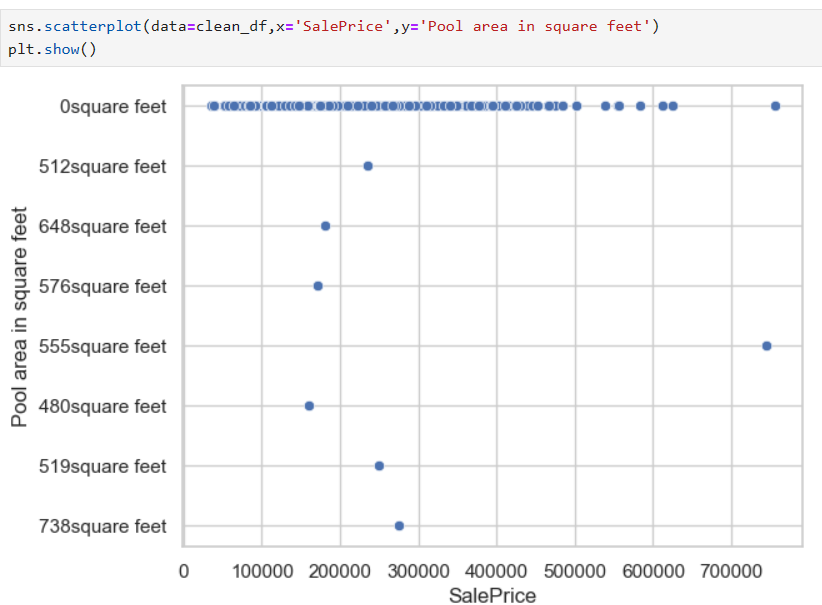 sns.scatterplot(data=clean_df,x='SalePrice',y='Pool area in square feet')
plt.show()
Pool area in square feet
0square feet
512square feet
648square feet
576square feet
555square feet
480square feet
519square feet
738square feet
0 100000 200000 300000 400000 500000 600000 700000
SalePrice